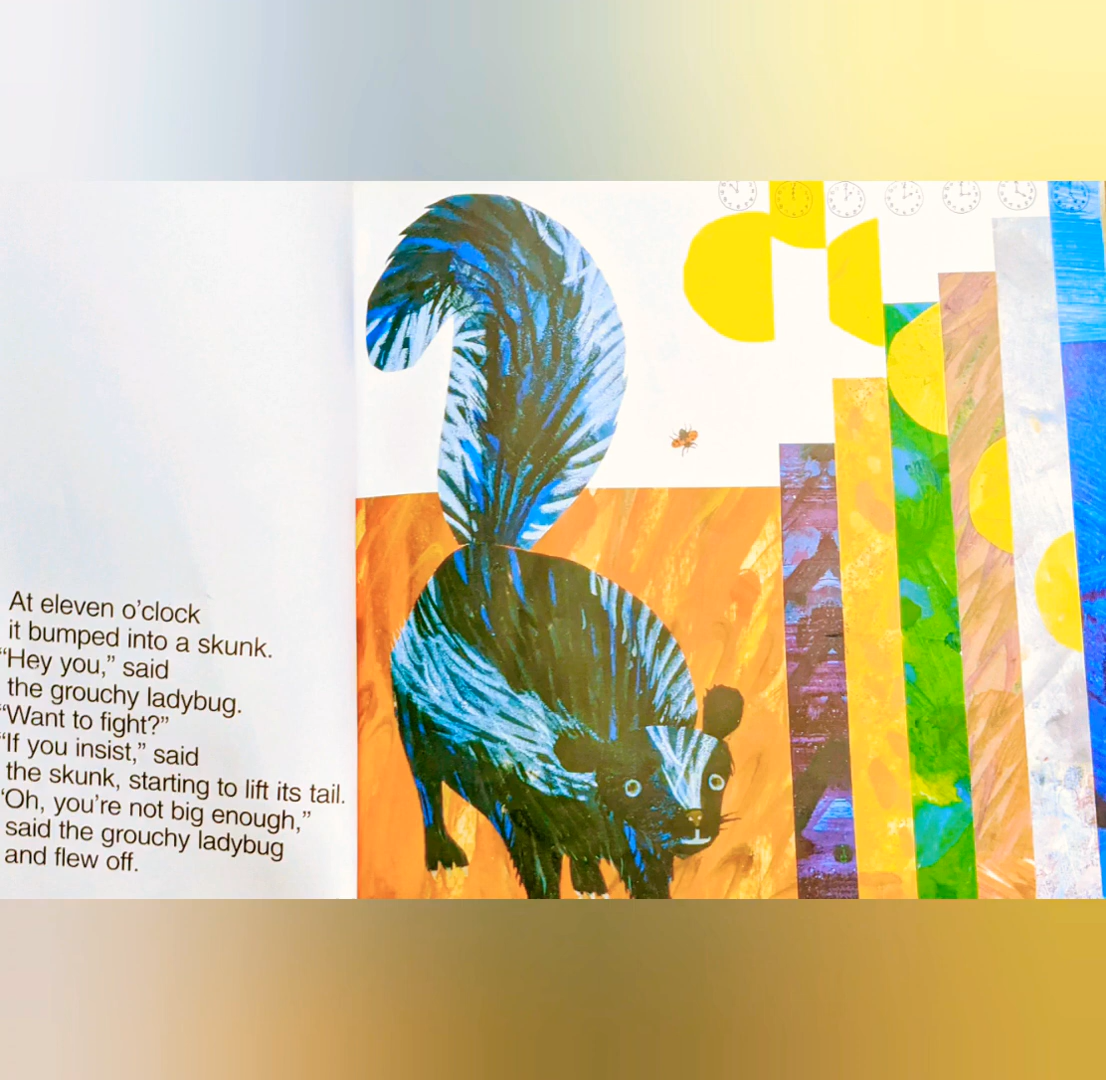 At eleven o’clock
it bumped into a skunk.
“Hey you,” said
the grouchy ladybug.
“Want to fight?”
“If you insist,” said
the skunk, starting to lift its tail.
“Oh, you’re not big enough,”
said the grouchy ladybug
and flew off.